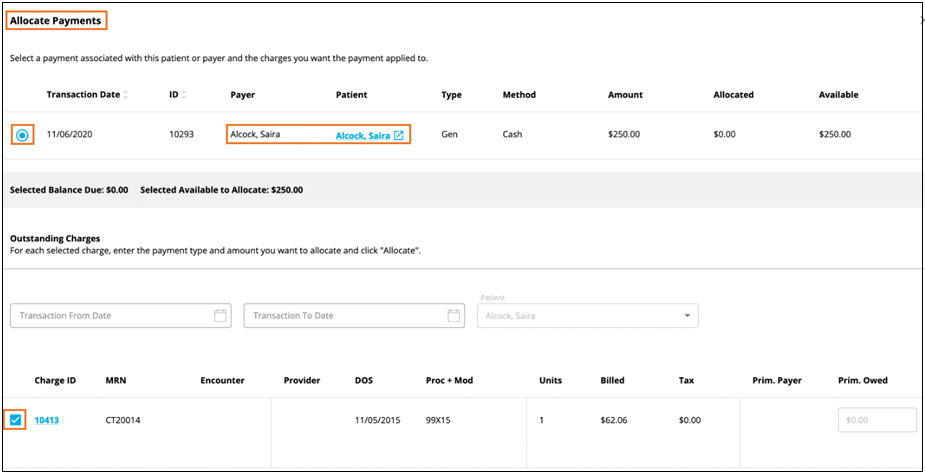 Allocate Payments
Select a payment associated with this patient or payer and the charges you want the payment applied to.
Transaction Date ID Payer Patient Type Method Amount Allocated Available
11/06/2020 10293 Alcock, Saira Alcock, Saira Gen Cash $250.00 $0.00 $250.00
Selected Balance Due: $0.00 Selected Available to Allocate: $250.00
Outstanding Charges
For each selected charge, enter the payment type and amount you want to allocate and click "Allocate".
Patient
Transaction From Date Transaction To Date Alcock, Saira
Charge ID MRN Encounter Provider DOS Proc + Mod Units Billed Tax Prim. Payer Prim. Owed
10413 CT20014 11/05/2015 99X15 1 $62.06 $0.00 $0.00